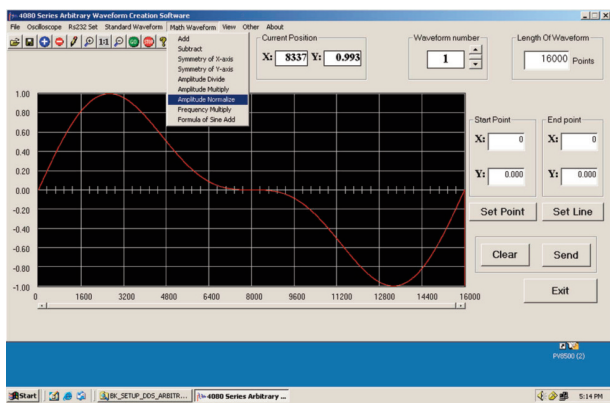 4080 Series Arbitrary Waveform Creation Software
File Oscilloscope Rs232 Set Standard Waveform Math Waveform View Other About
Add
Subtract
Symmetry of X-axis
Symmetry of Y-axis
Amplitude Divide
Amplitude Multiply
Amplitude Normalize
Frequency Multiply
Formula of Sine Add
1:1
?
Current Position
X: 8337 Y: 0.993
Waveform number
1
Length Of Waveform
16000 Points
1.00
0.80
0.60
0.40
0.20
0.00
-0.20
-0.40
-0.60
-0.80
-1.00
0 1600 3200 4800 6400 8000 9600 11200 12800 14400 16000
Start Point
X: 0
Y: 0.000
End point
X: 0
Y: 0.000
Set Point
Set Line
Clear
Send
Exit
PV8500 (2)
Start
BK_SETUP_DDS_ARBITR...
4080 Series Arbitrary ...
5:14 PM